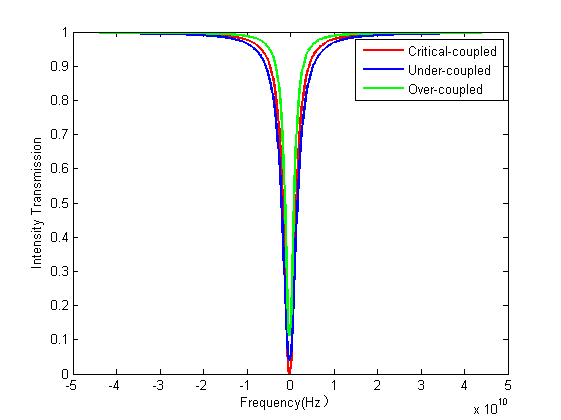 Critical-coupled
Under-coupled
Over-coupled
1
0.9
0.8
0.7
0.6
0.5
0.4
0.3
0.2
0.1
0
Intensity Transmission
-5 -4 -3 -2 -1 0 1 2 3 4 5
Frequency(Hz）
x 10^10